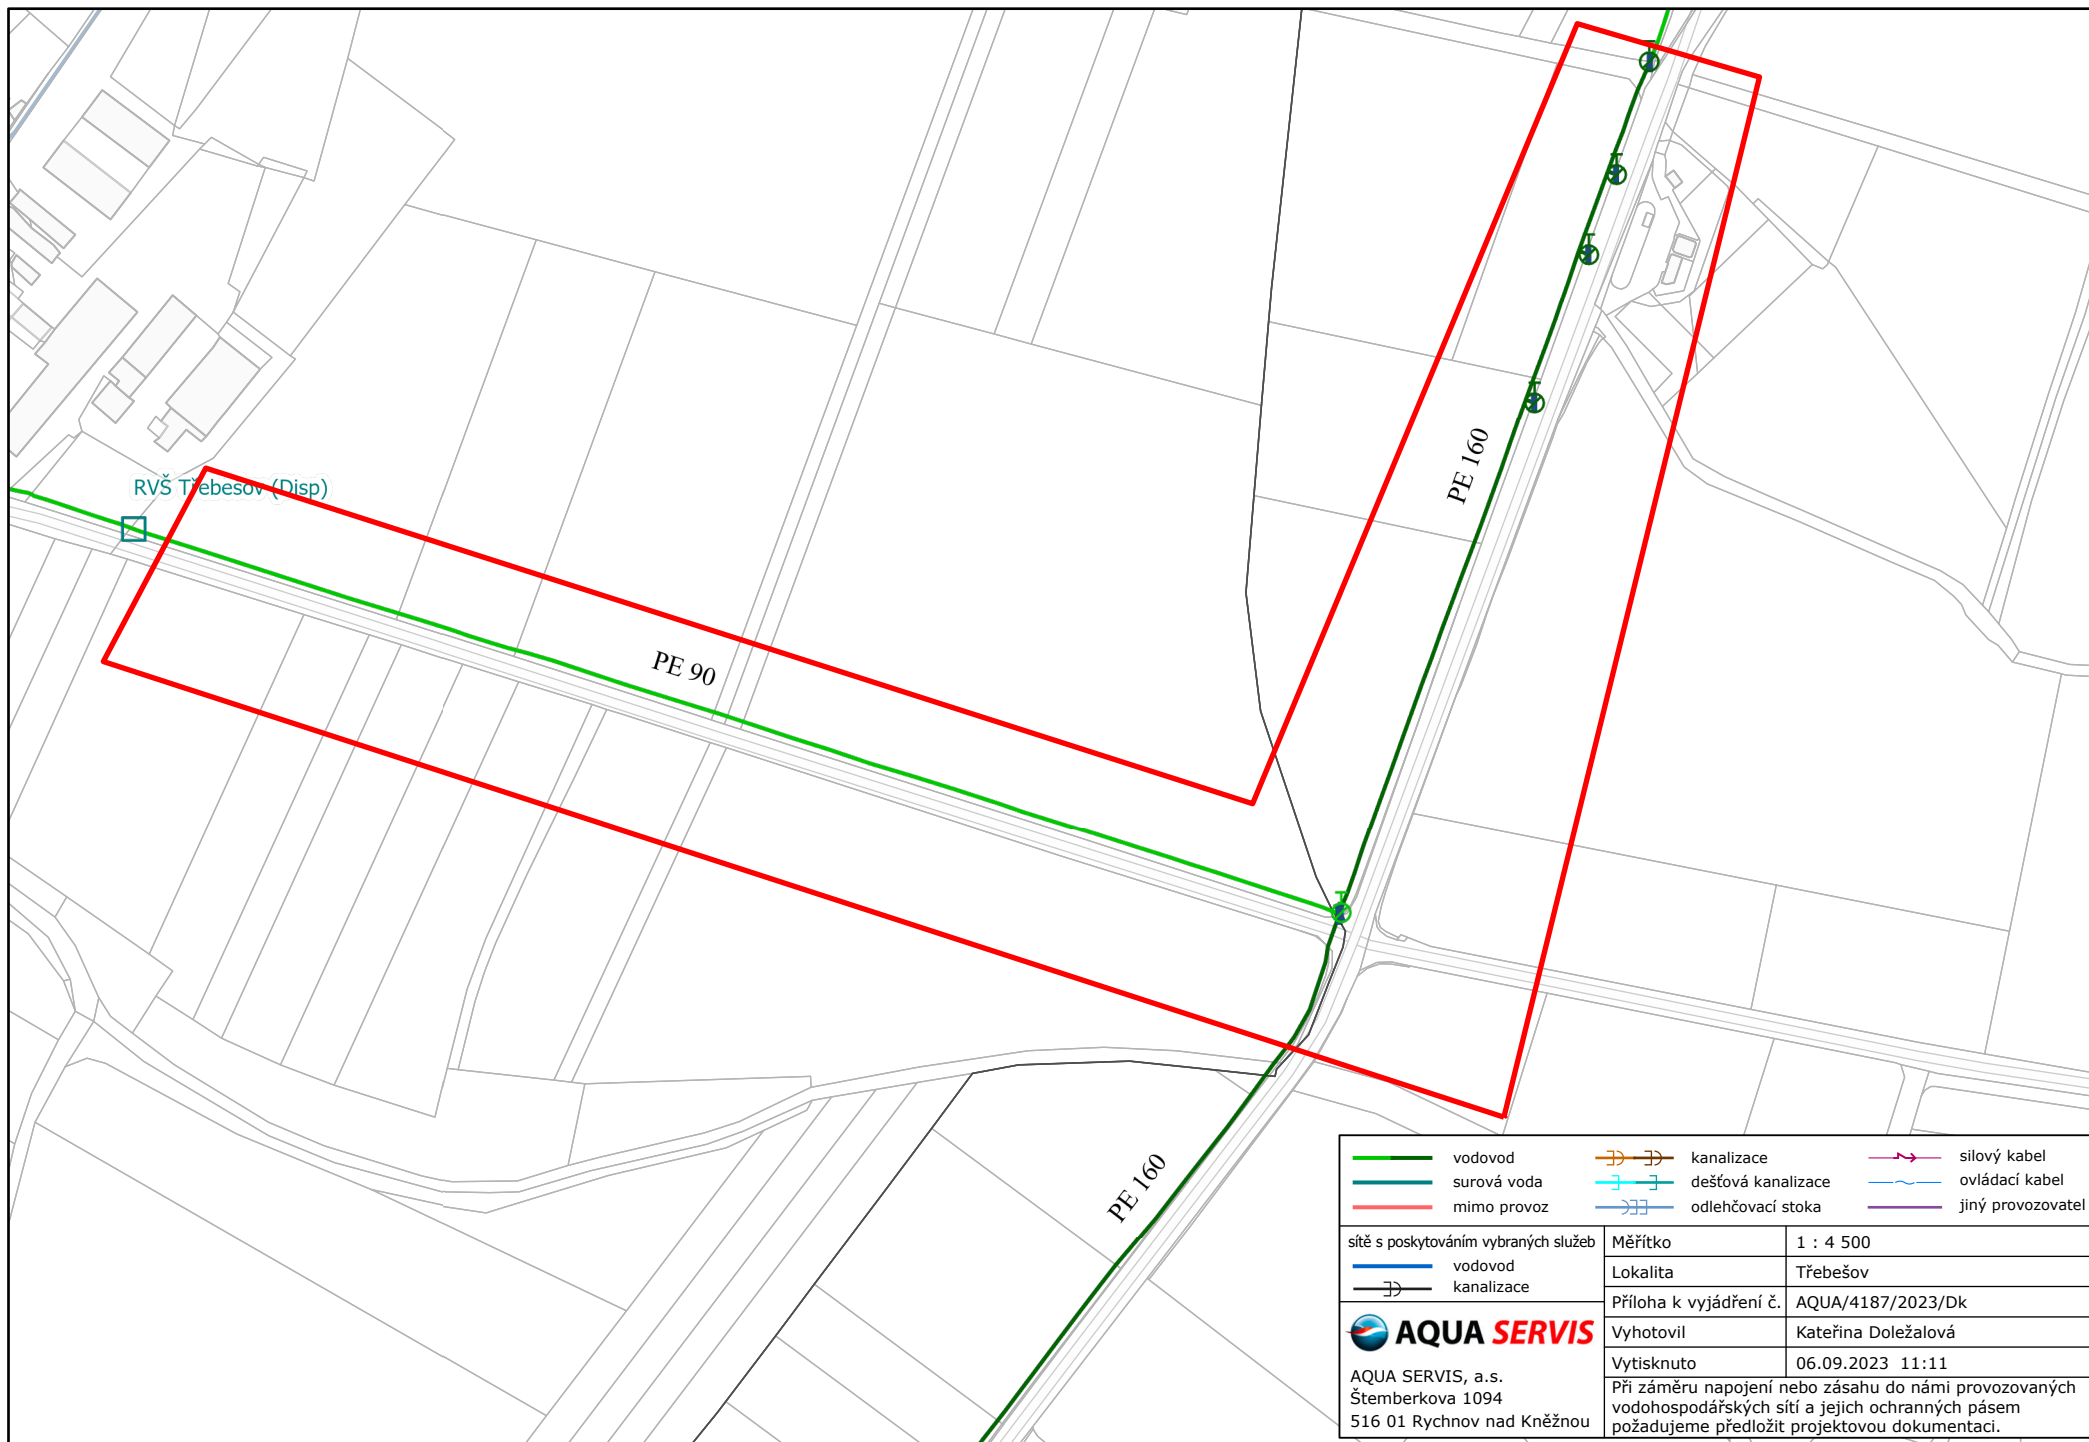 RVŠ Třebešov (Disp)
PE 160
PE 90
PE 160
vodovod
surová voda
mimo provoz
kanalizace
dešťová kanalizace
odlehčovací stoka
silový kabel
ovládací kabel
jiný provozovatel
sítě s poskytováním vybraných služeb
vodovod
kanalizace
AQUA SERVIS
AQUA SERVIS, a.s.
Štemberkova 1094
516 01 Rychnov nad Kněžnou
Měřítko 1 : 4 500
Lokalita Třebešov
Příloha k vyjádření č. AQUA/4187/2023/Dk
Vyhotovil Kateřina Doležalová
Vytisknuto 06.09.2023 11:11
Při záměru napojení nebo zásahu do námi provozovaných
vodohospodářských sítí a jejich ochranných pásem
požadujeme předložit projektovou dokumentaci.